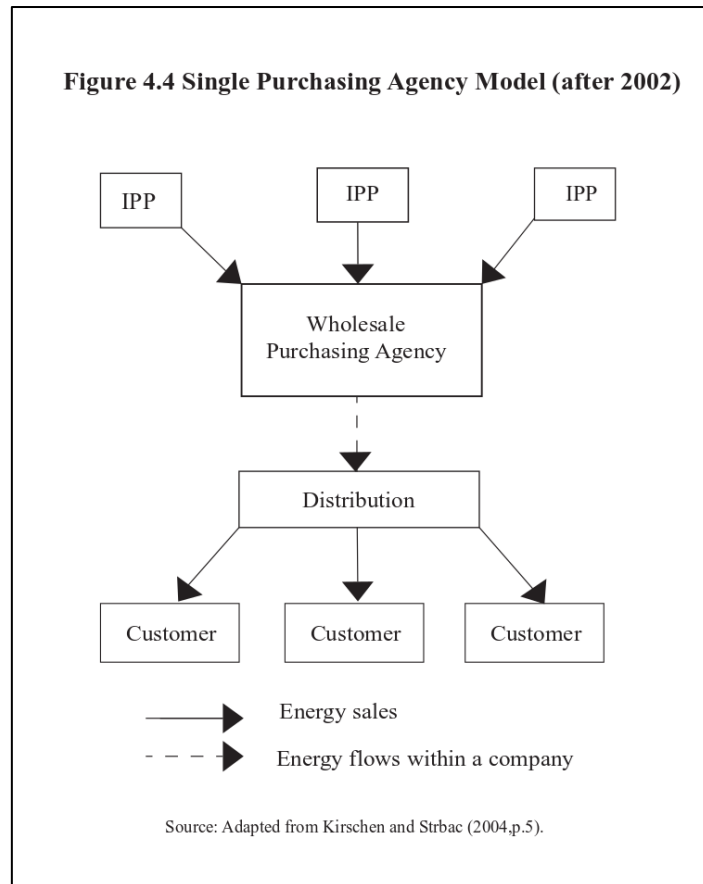 Figure 4.4 Single Purchasing Agency Model (after 2002)
IPP
IPP
IPP
Wholesale
Purchasing Agency
Distribution
Customer
Customer
Customer
Energy sales
Energy flows within a company
Source: Adapted from Kirschen and Strbac (2004,p.5).